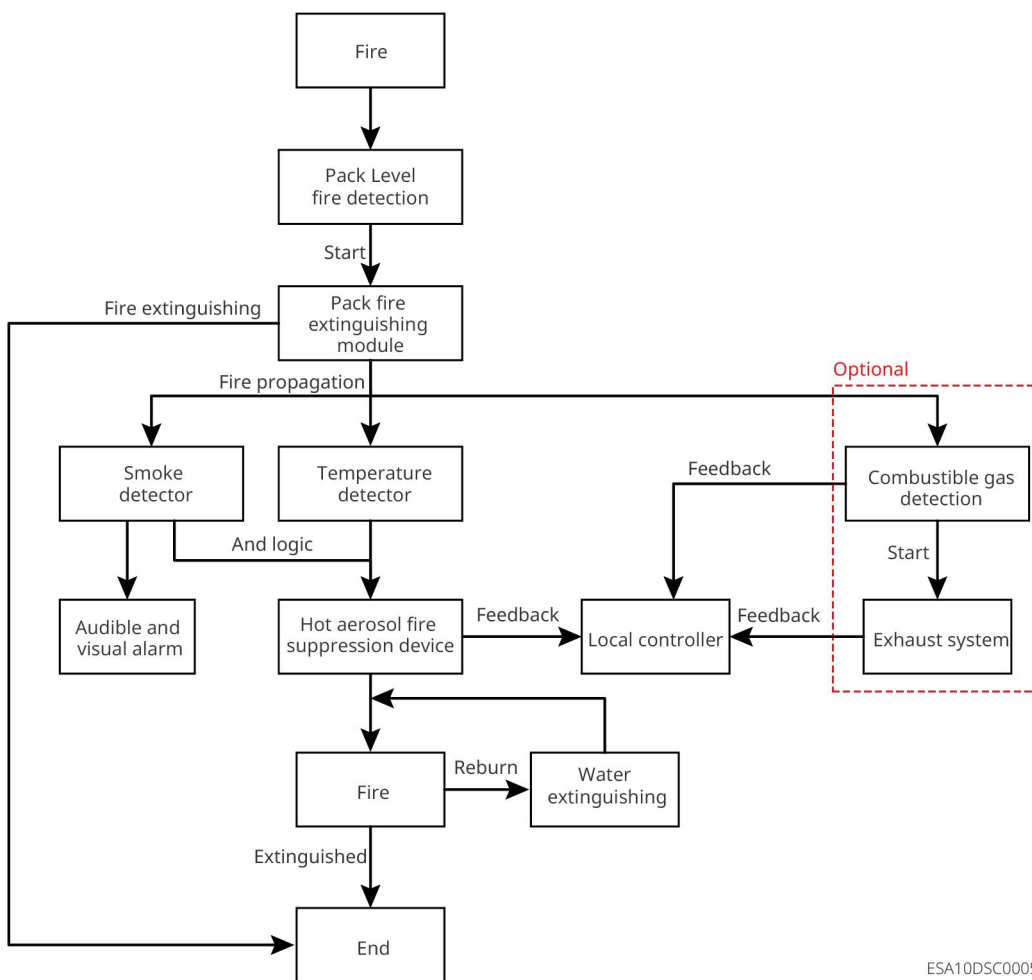 Fire
Pack Level
fire detection
Start
Fire extinguishing
Pack fire
extinguishing
module
Fire propagation
Optional
Smoke
detector
Temperature
detector
Feedback
Combustible gas
detection
And logic
Start
Audible and
visual alarm
Hot aerosol fire
suppression device
Feedback
Local controller
Feedback
Exhaust system
Fire
Reburn
Water
extinguishing
Extinguished
End